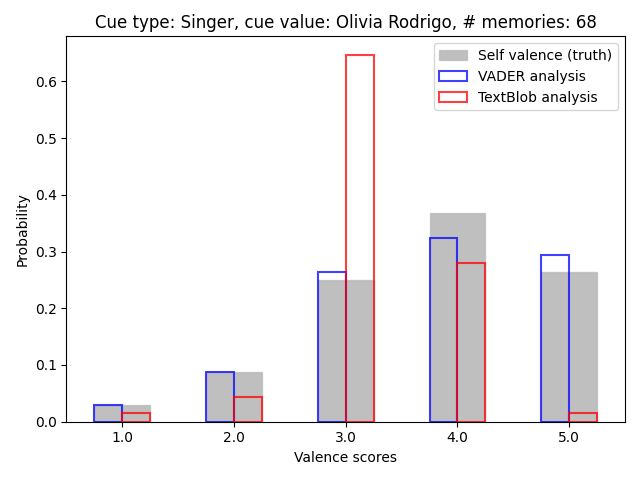 Cue type: Singer, cue value: Olivia Rodrigo, # memories: 68
Self valence (truth)
VADER analysis
TextBlob analysis
Probability
0.6
0.5
0.4
0.3
0.2
0.1
0.0
1.0 2.0 3.0 4.0 5.0
Valence scores